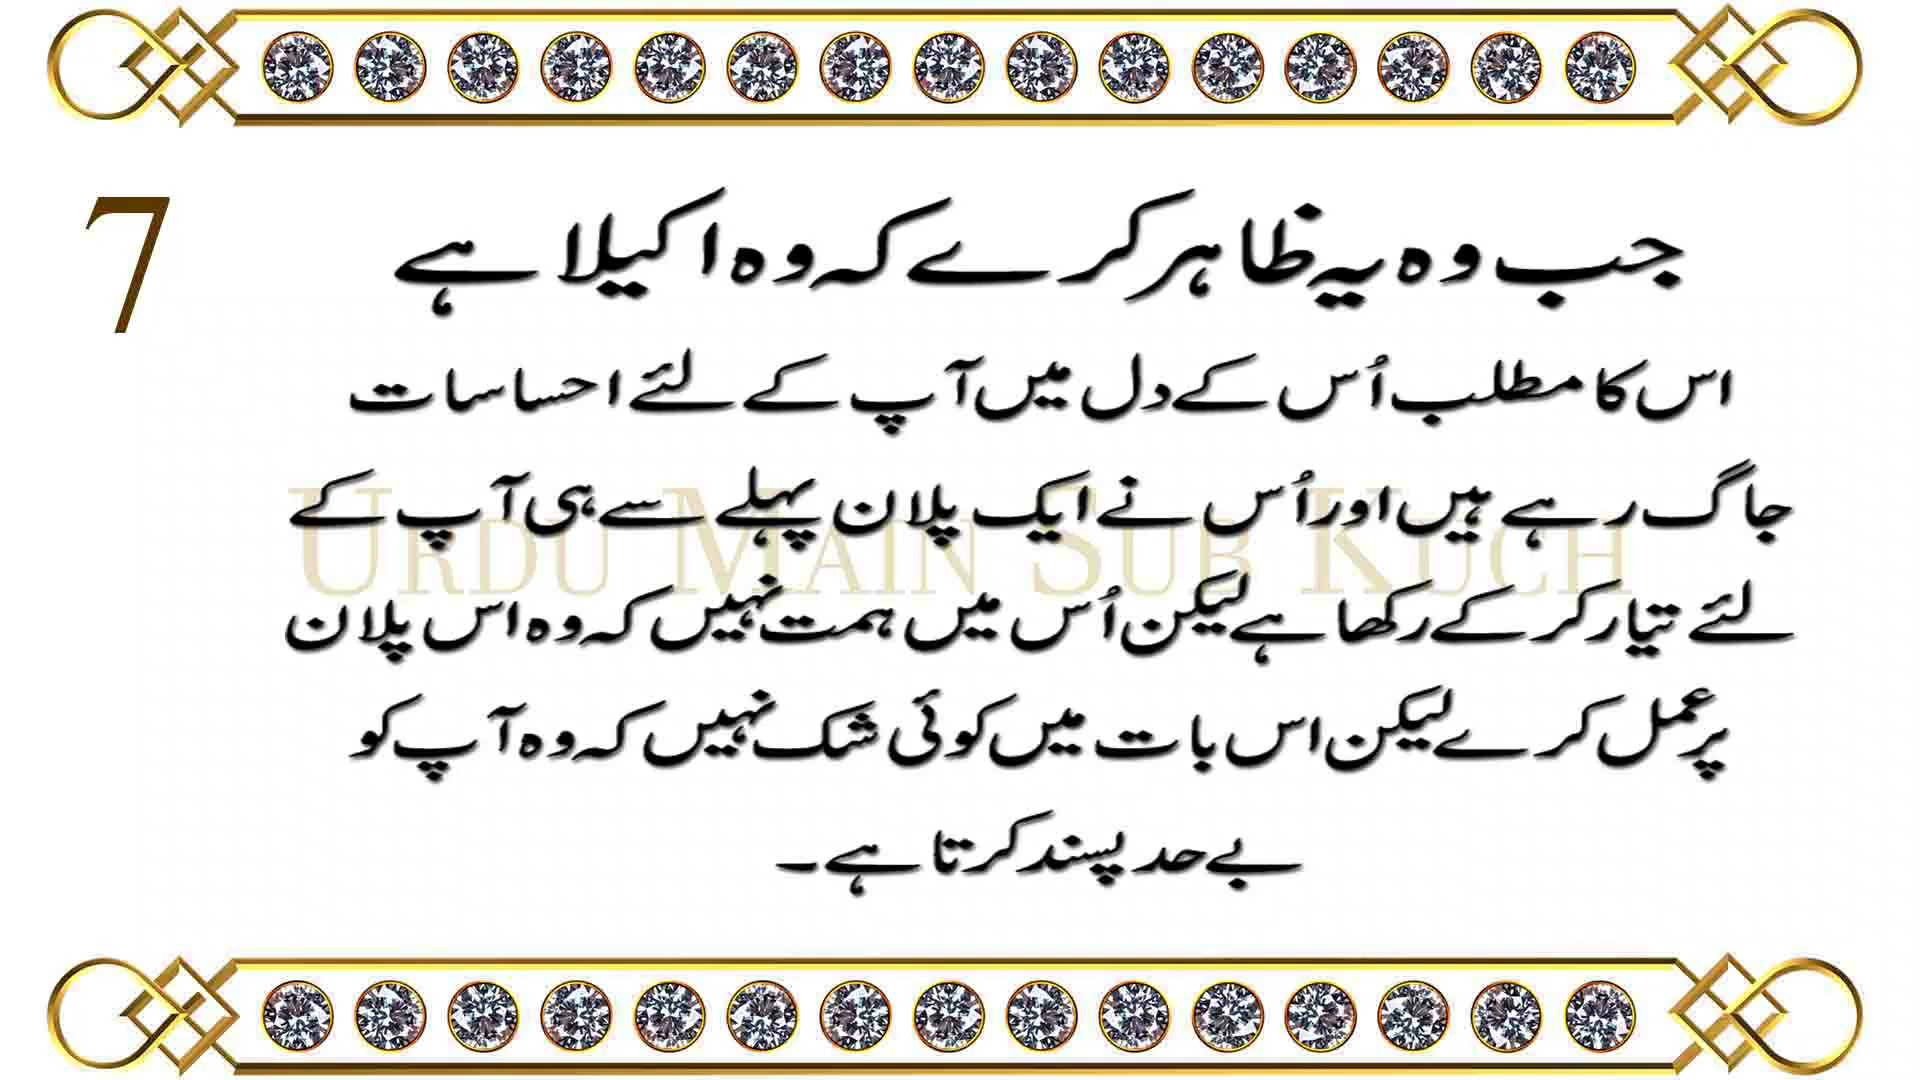 7
جب وہ یہ ظاہر کرے کہ وہ اکیلا ہے
اس کا مطلب اُس کے دل میں آپ کے لئے احساسات
جاگ رہے ہیں اور اُس نے ایک پلان پہلے سے ہی آپ کے
URDU MAIN SUB KUCH
لئے تیار کر کے رکھا ہے لیکن اُس میں ہمت نہیں کہ وہ اس پلان
پر عمل کرے لیکن اس بات میں کوئی شک نہیں کہ وہ آپ کو
بے حد پسند کرتا ہے۔